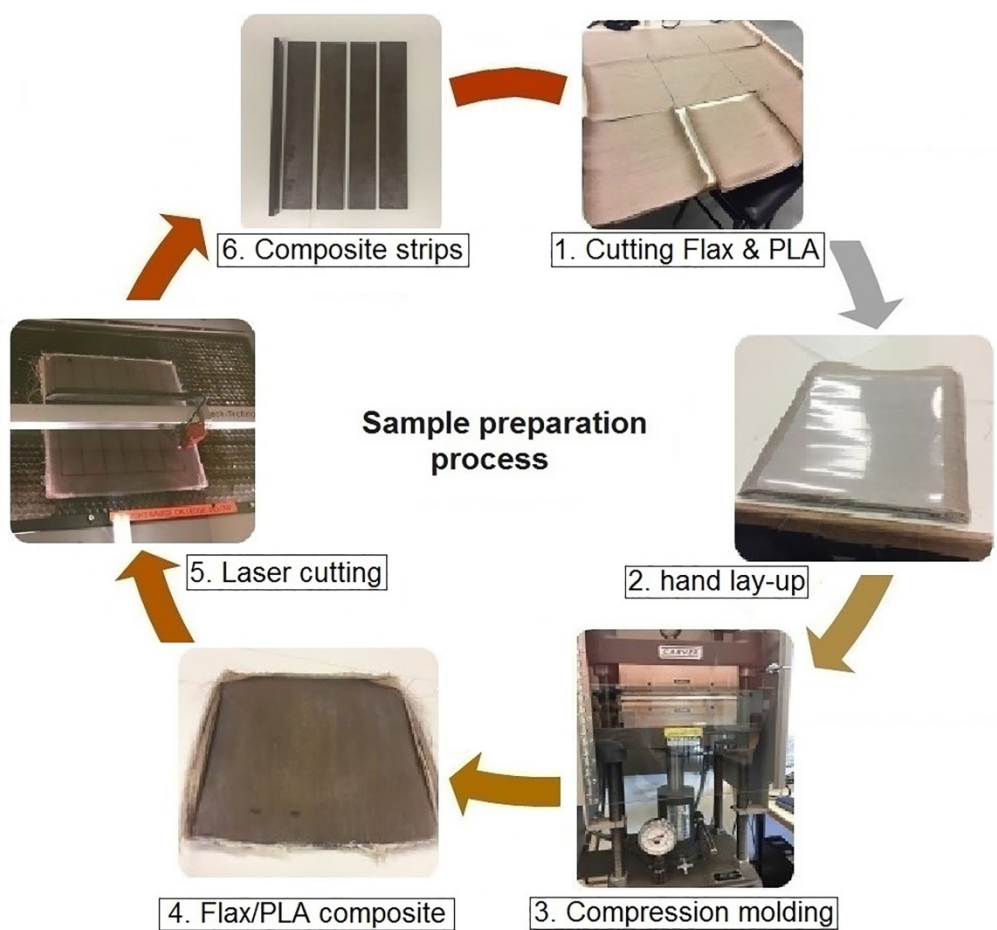 6. Composite strips
1. Cutting Flax & PLA
Sample preparation
process
5. Laser cutting
2. hand lay-up
CARVER
4. Flax/PLA composite
3. Compression molding